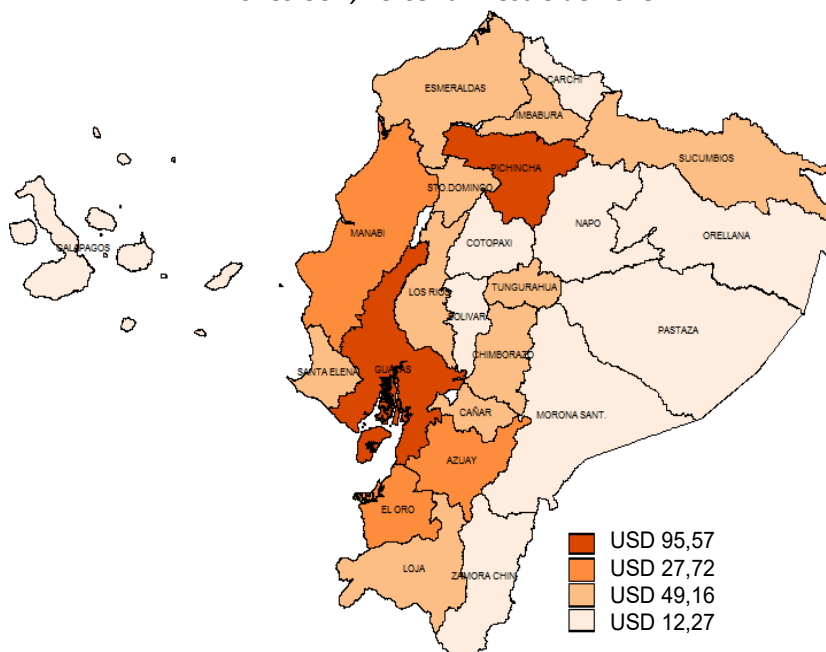 CARCHI
ESMERALDAS
IMBABURA
SUCUMBIOS
PICHINCHA
STO.DOMINGO
NAPO
MANABI
ORELLANA
COTOPAXI
GALAPAGOS
TUNGURAHUA
LOS RIOS
BOLIVAR
PASTAZA
CHIMBORAZO
SANTA ELENA
GUAYAS
CAÑAR
MORONA SANT.
AZUAY
EL ORO
LOJA
ZAMORA CHIN.
USD 95,57
USD 27,72
USD 49,16
USD 12,27